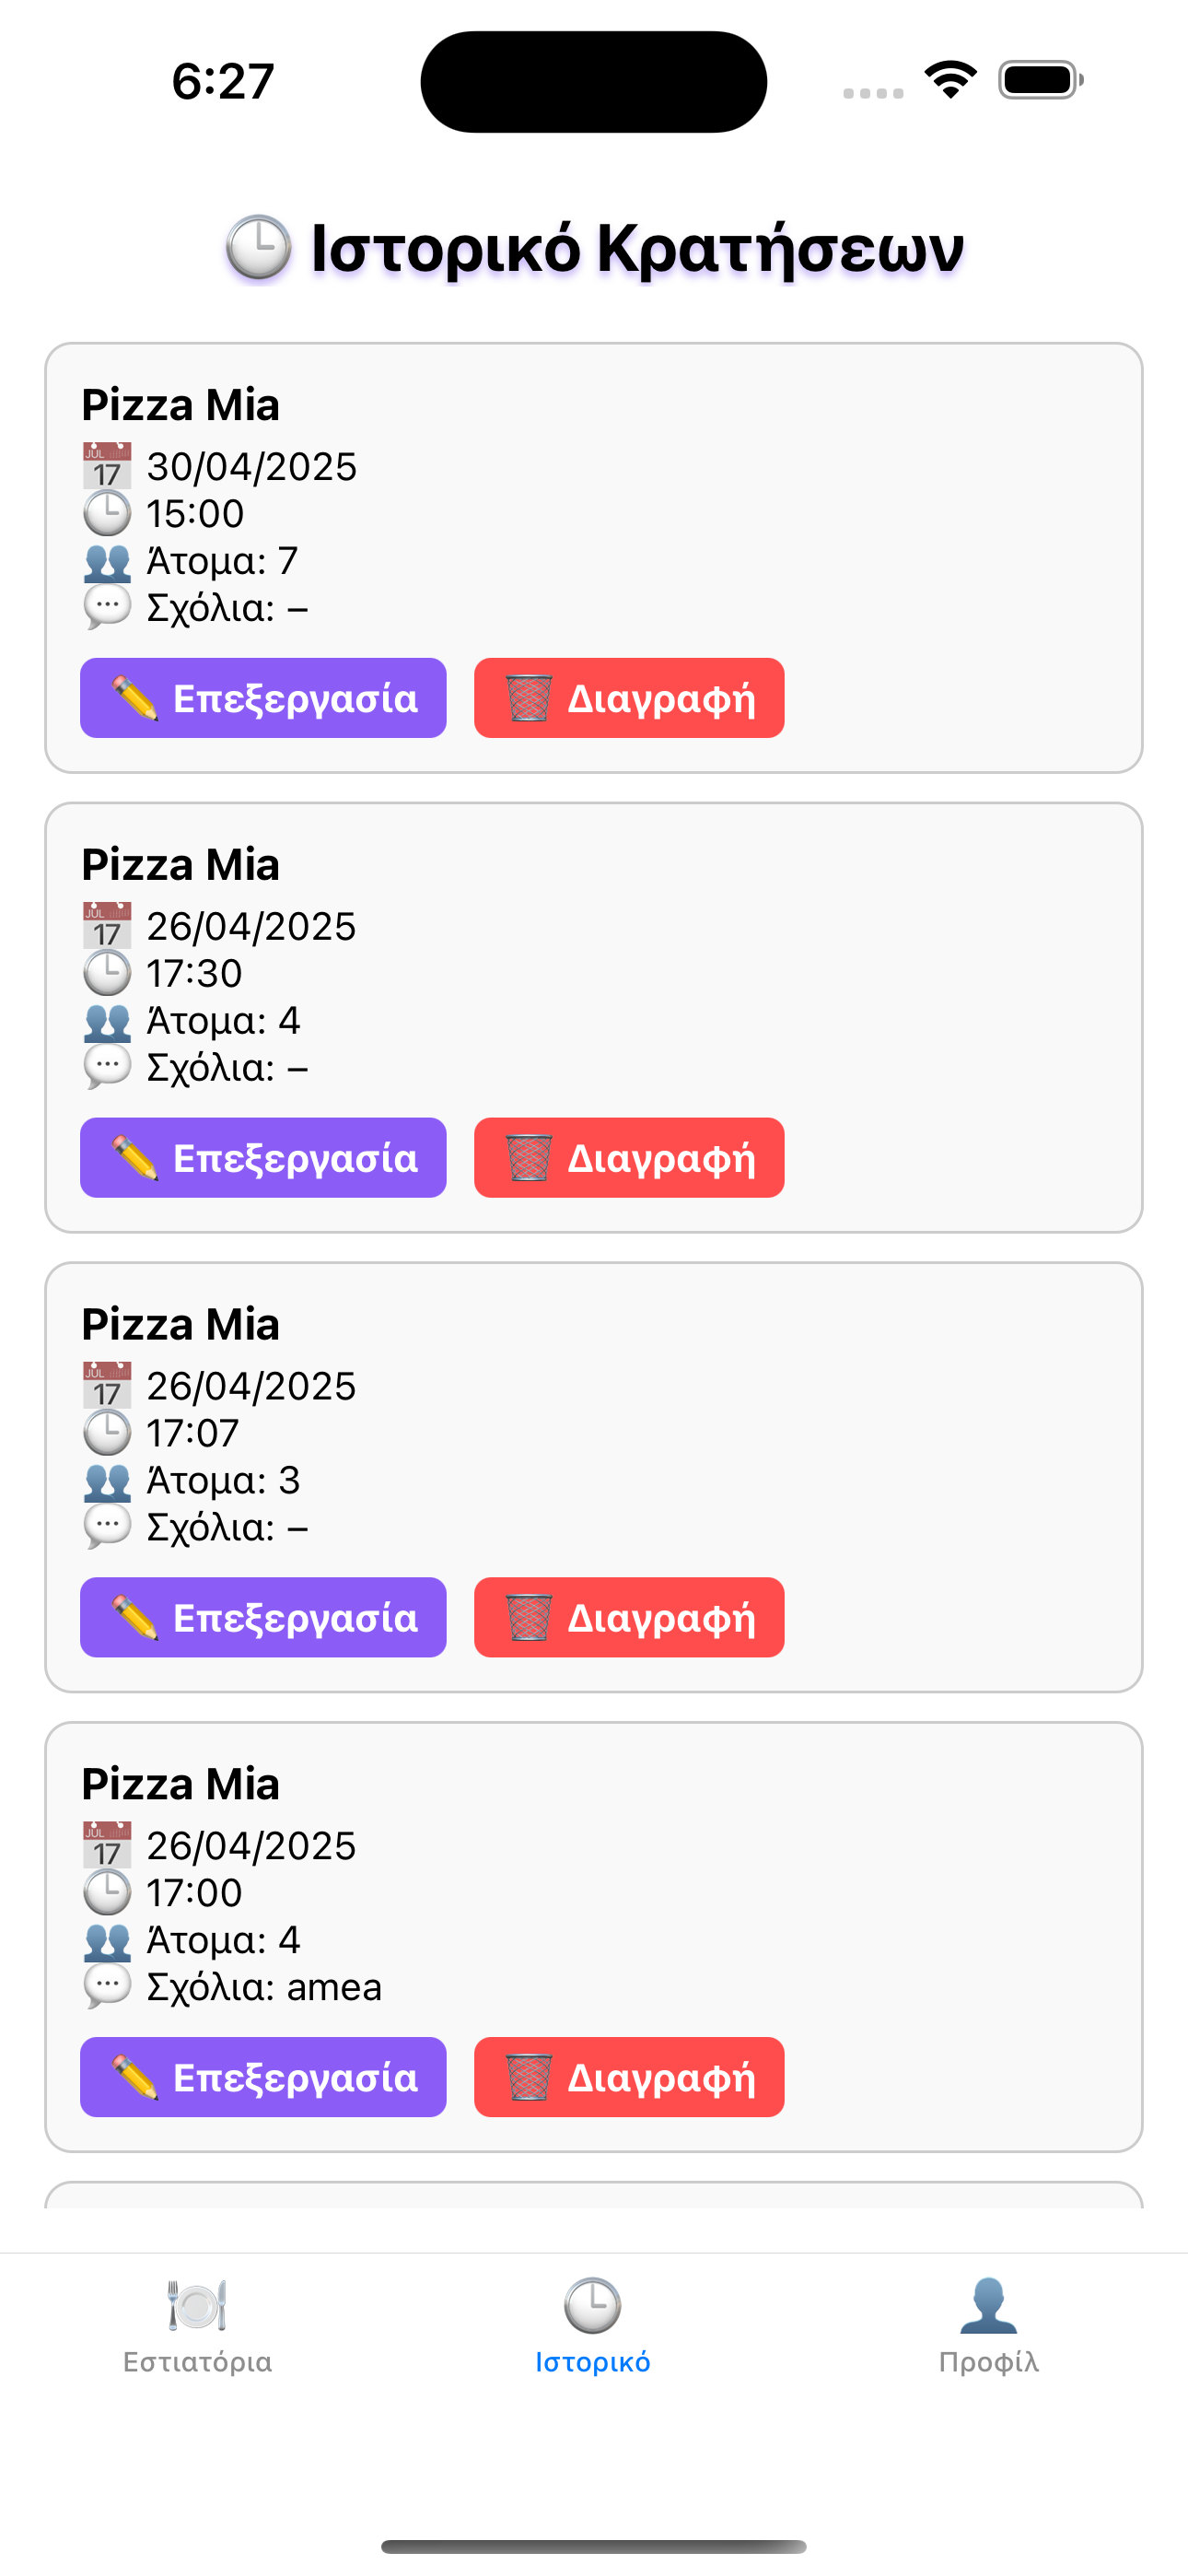 6:27
🕒 Ιστορικό Κρατήσεων
Pizza Mia
📅 30/04/2025
🕒 15:00
👥 Άτομα: 7
💬 Σχόλια: –
✏️ Επεξεργασία 🗑️ Διαγραφή
Pizza Mia
📅 26/04/2025
🕒 17:30
👥 Άτομα: 4
💬 Σχόλια: –
✏️ Επεξεργασία 🗑️ Διαγραφή
Pizza Mia
📅 26/04/2025
🕒 17:07
👥 Άτομα: 3
💬 Σχόλια: –
✏️ Επεξεργασία 🗑️ Διαγραφή
Pizza Mia
📅 26/04/2025
🕒 17:00
👥 Άτομα: 4
💬 Σχόλια: amea
✏️ Επεξεργασία 🗑️ Διαγραφή
Εστιατόρια Ιστορικό Προφίλ